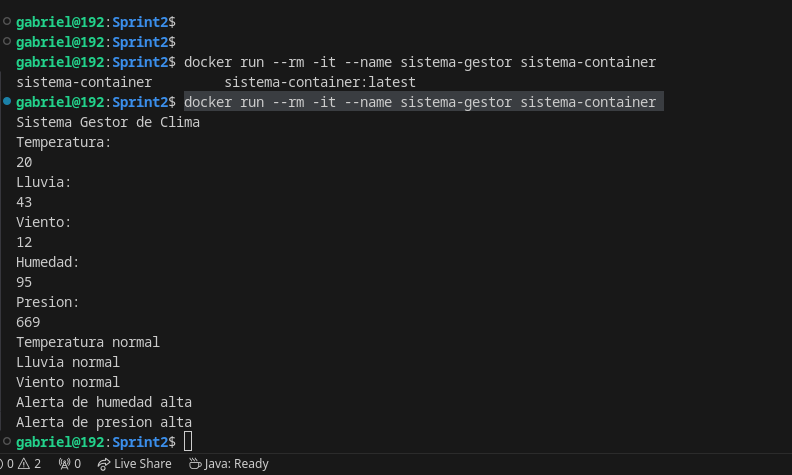 gabriel@192:Sprint2$
gabriel@192:Sprint2$
gabriel@192:Sprint2$ docker run --rm -it --name sistema-gestor sistema-container
sistema-container         sistema-container:latest
gabriel@192:Sprint2$ docker run --rm -it --name sistema-gestor sistema-container
Sistema Gestor de Clima
Temperatura:
20
Lluvia:
43
Viento:
12
Humedad:
95
Presion:
669
Temperatura normal
Lluvia normal
Viento normal
Alerta de humedad alta
Alerta de presion alta
gabriel@192:Sprint2$
0 2 0 Live Share Java: Ready